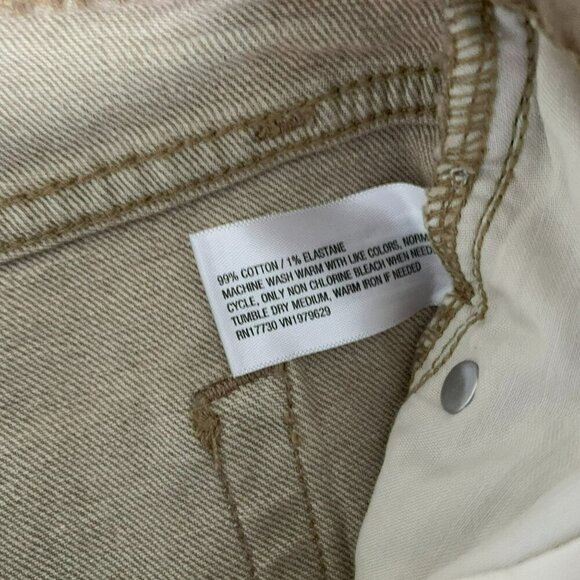 99% COTTON / 1% ELASTANE
MACHINE WASH WARM WITH LIKE COLORS, NORM
CYCLE, ONLY NON CHLORINE BLEACH WHEN NEED
TUMBLE DRY MEDIUM, WARM IRON IF NEEDED
RN17730 VN1979629